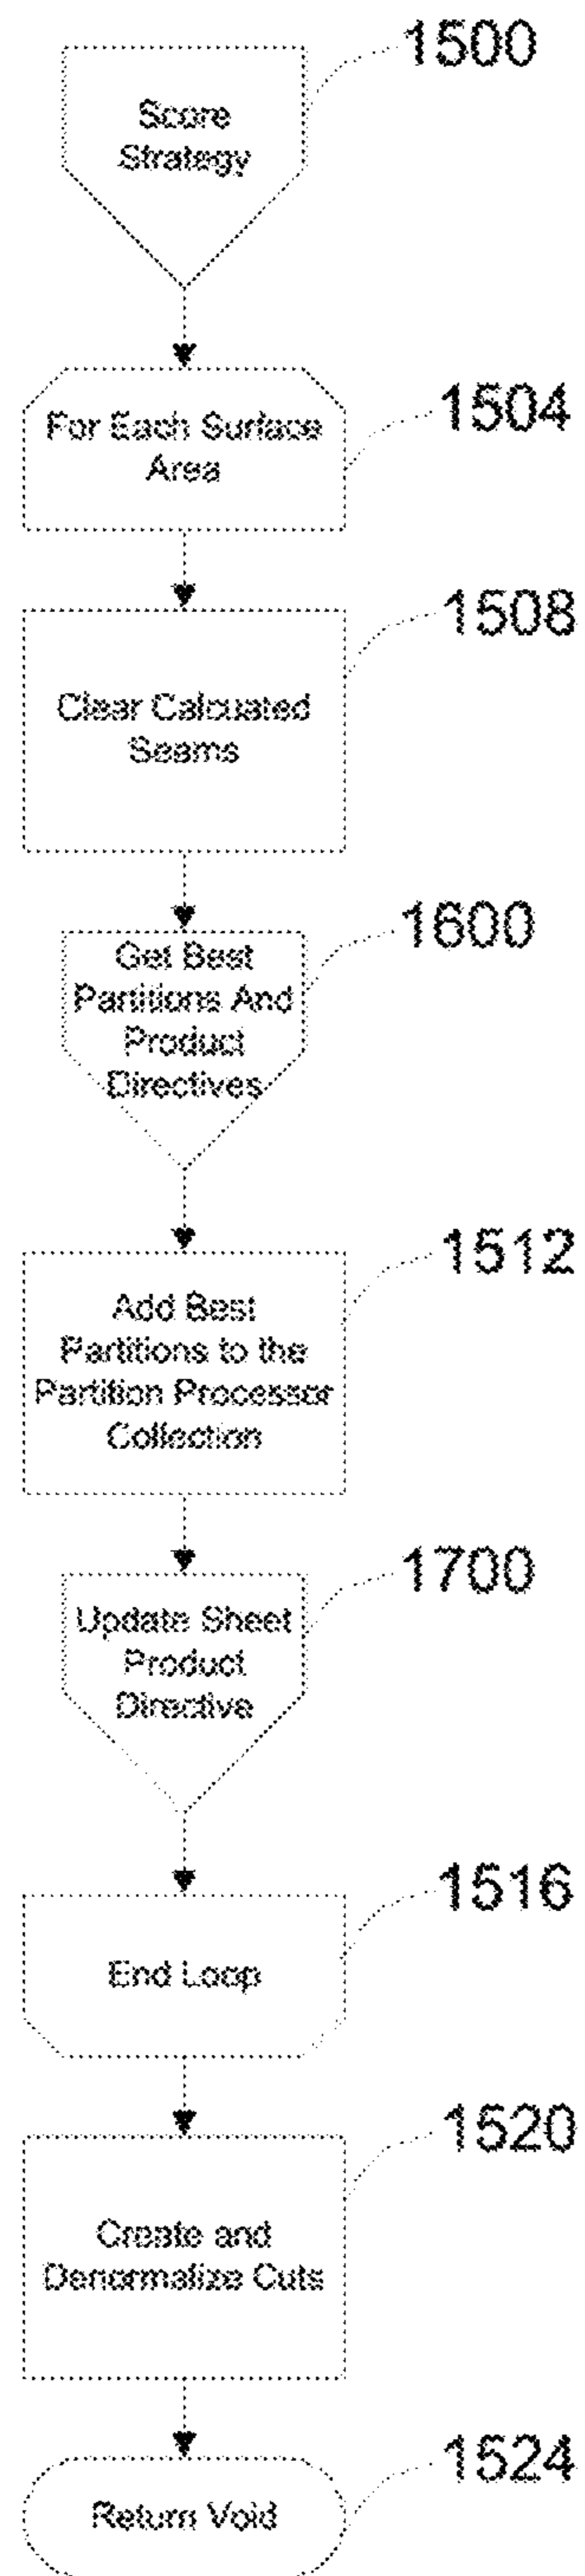 1500
Score
Strategy
1504
For Each Surface
Area
1508
Clear Calcuated
Seams
1600
Get Best
Partitions And
Product
Directives
1512
Add Best
Partitions to the
Partition Processor
Collection
1700
Update Sheet
Product
Directive
1516
End Loop
1520
Create and
Denormalize Cuts
1524
Return Void